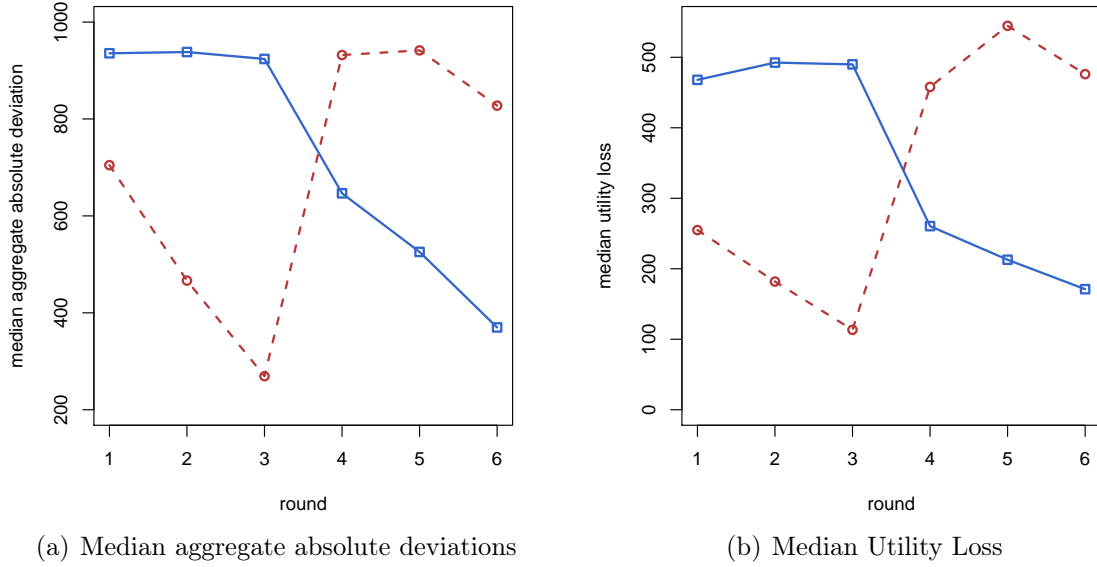 median aggregate absolute deviation
1000
800
600
400
200
1 2 3 4 5 6
round
(a) Median aggregate absolute deviations
median utility loss
500
400
300
200
100
0
1 2 3 4 5 6
round
(b) Median Utility Loss